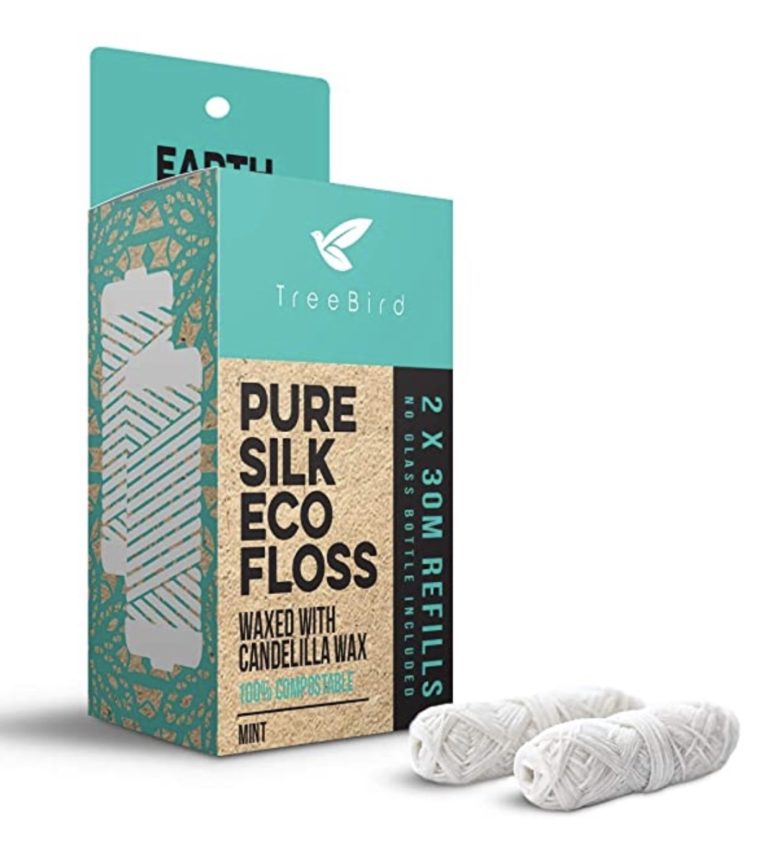 EARTH
TreeBird
PURE
SILK
ECO
FLOSS
WAXED WITH
CANDELILLA WAX
100% COMPOSTABLE
MINT
2 X 30M REFILLS
NO GLASS BOTTLE INCLUDED